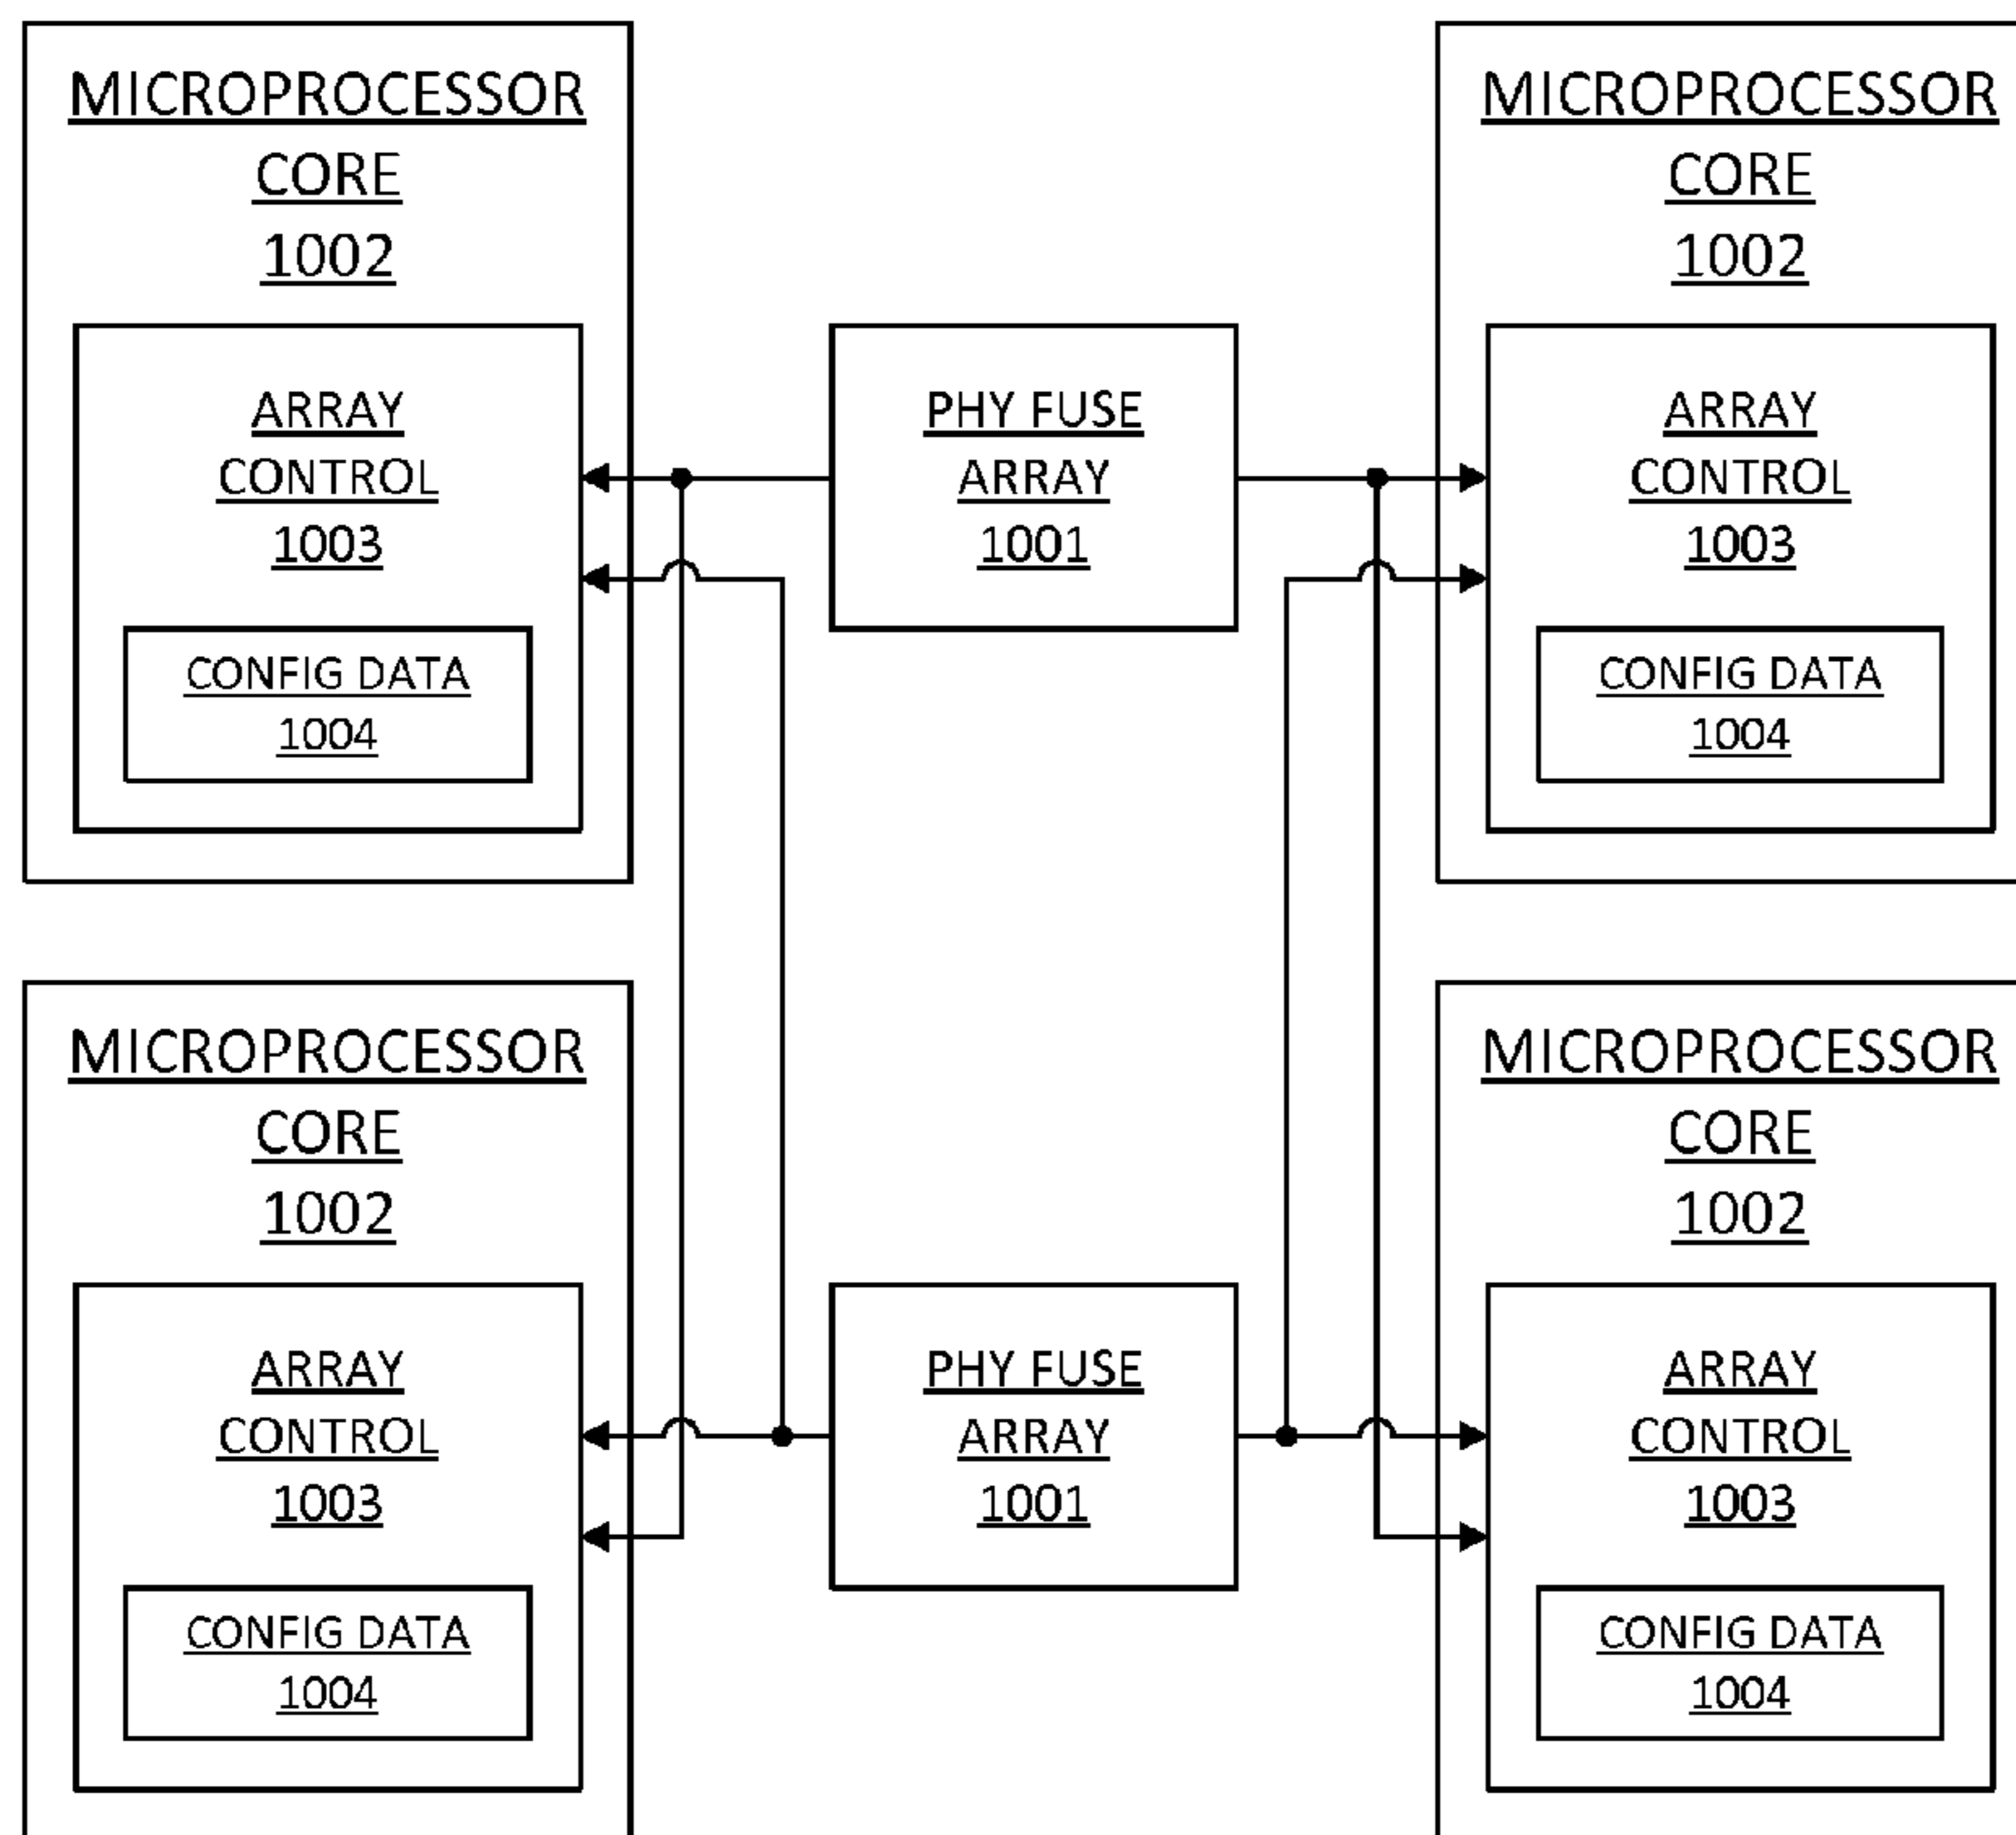 MICROPROCESSOR
CORE
1002
ARRAY
CONTROL
1003
CONFIG DATA
1004
PHY FUSE
ARRAY
1001
MICROPROCESSOR
CORE
1002
ARRAY
CONTROL
1003
CONFIG DATA
1004
MICROPROCESSOR
CORE
1002
ARRAY
CONTROL
1003
CONFIG DATA
1004
PHY FUSE
ARRAY
1001
MICROPROCESSOR
CORE
1002
ARRAY
CONTROL
1003
CONFIG DATA
1004